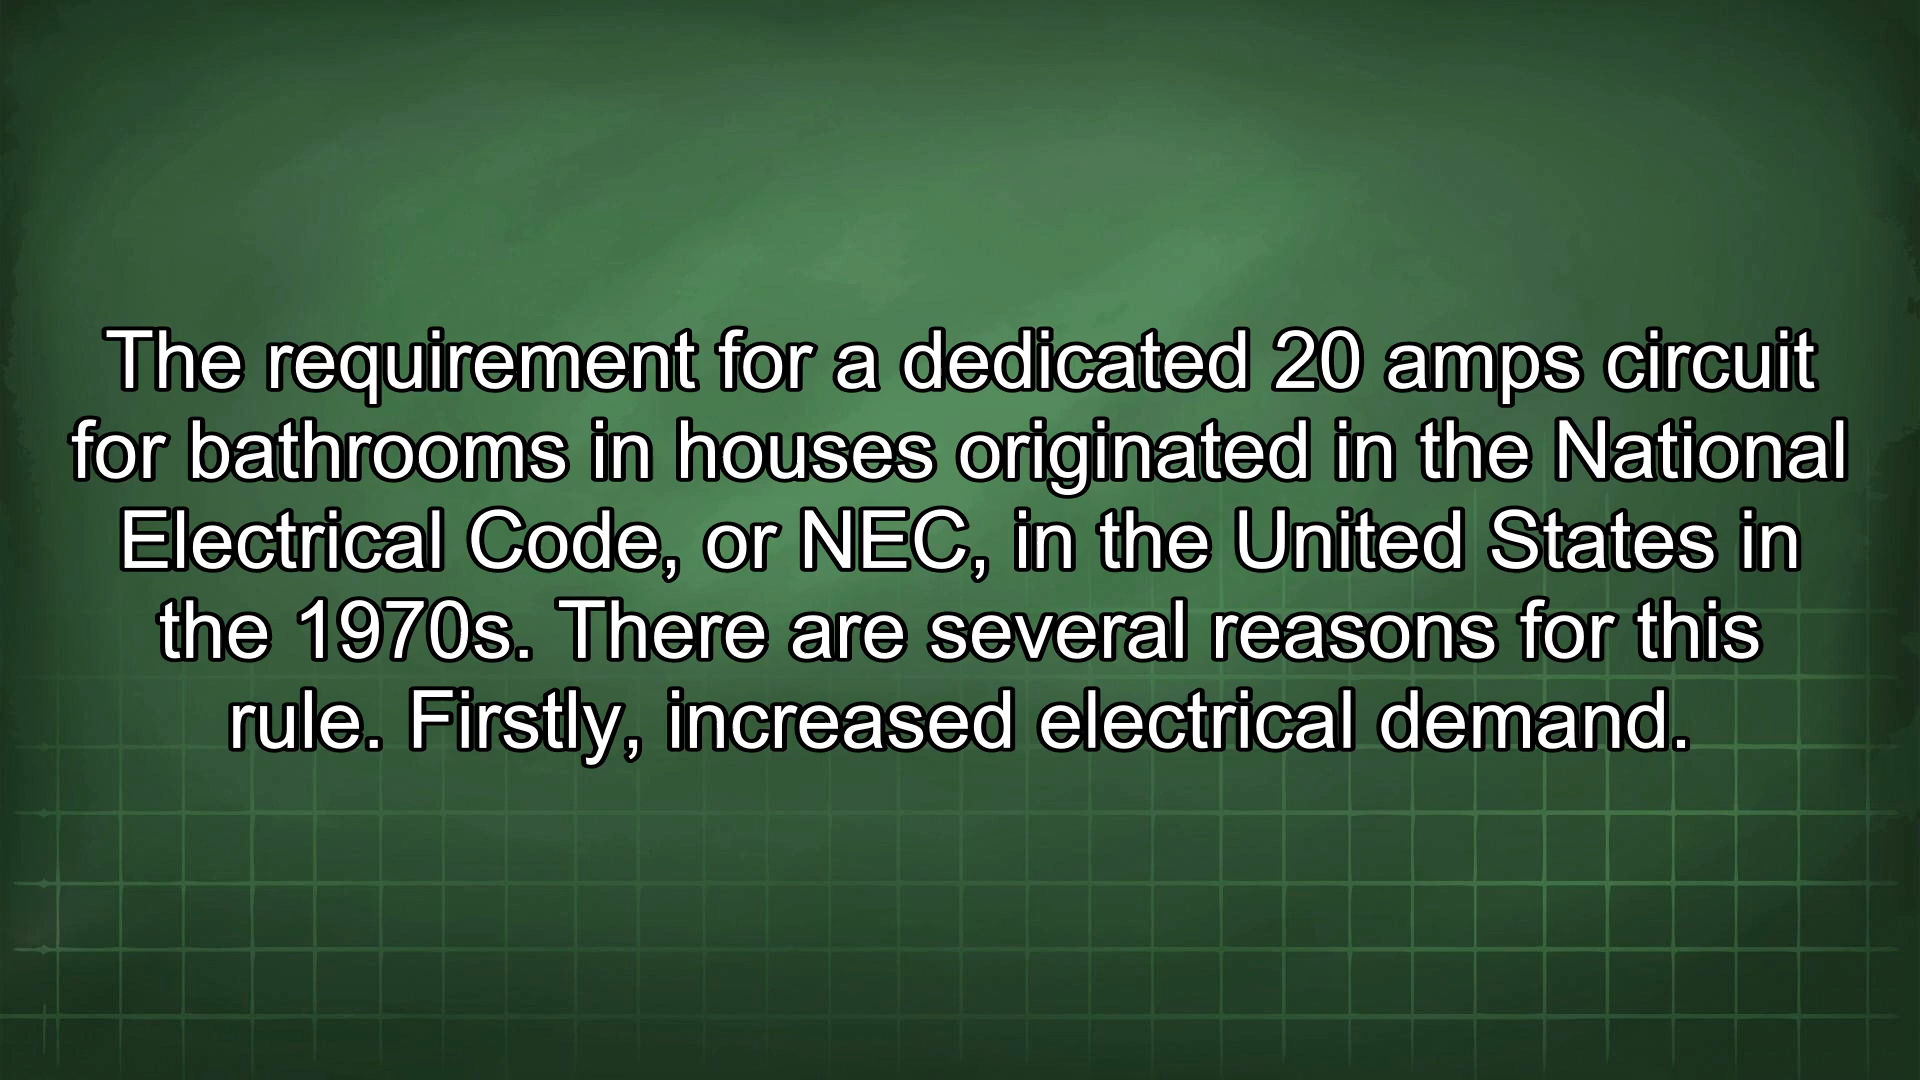 The requirement for a dedicated 20 amps circuit
for bathrooms in houses originated in the National
Electrical Code, or NEC, in the United States in
the 1970s. There are several reasons for this
rule. Firstly, increased electrical demand.